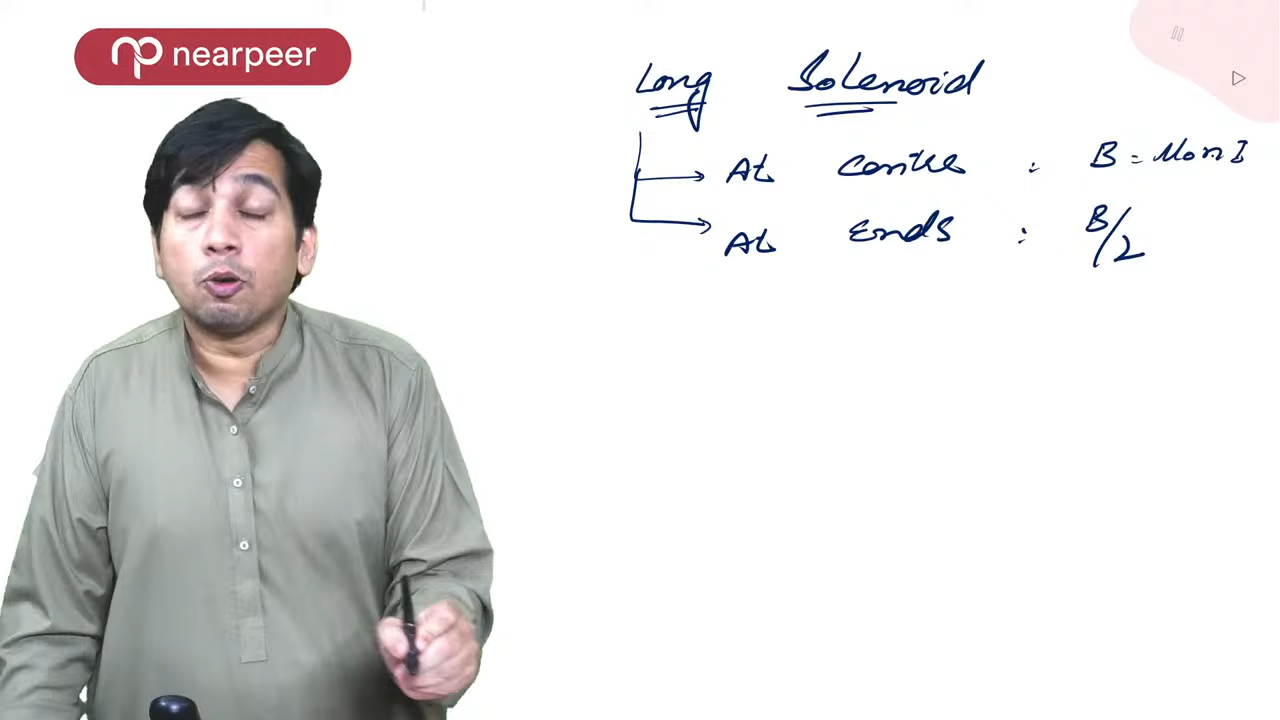 nearpeer
Long Solenoid
At centre : B = μ₀nI
At Ends : B/2